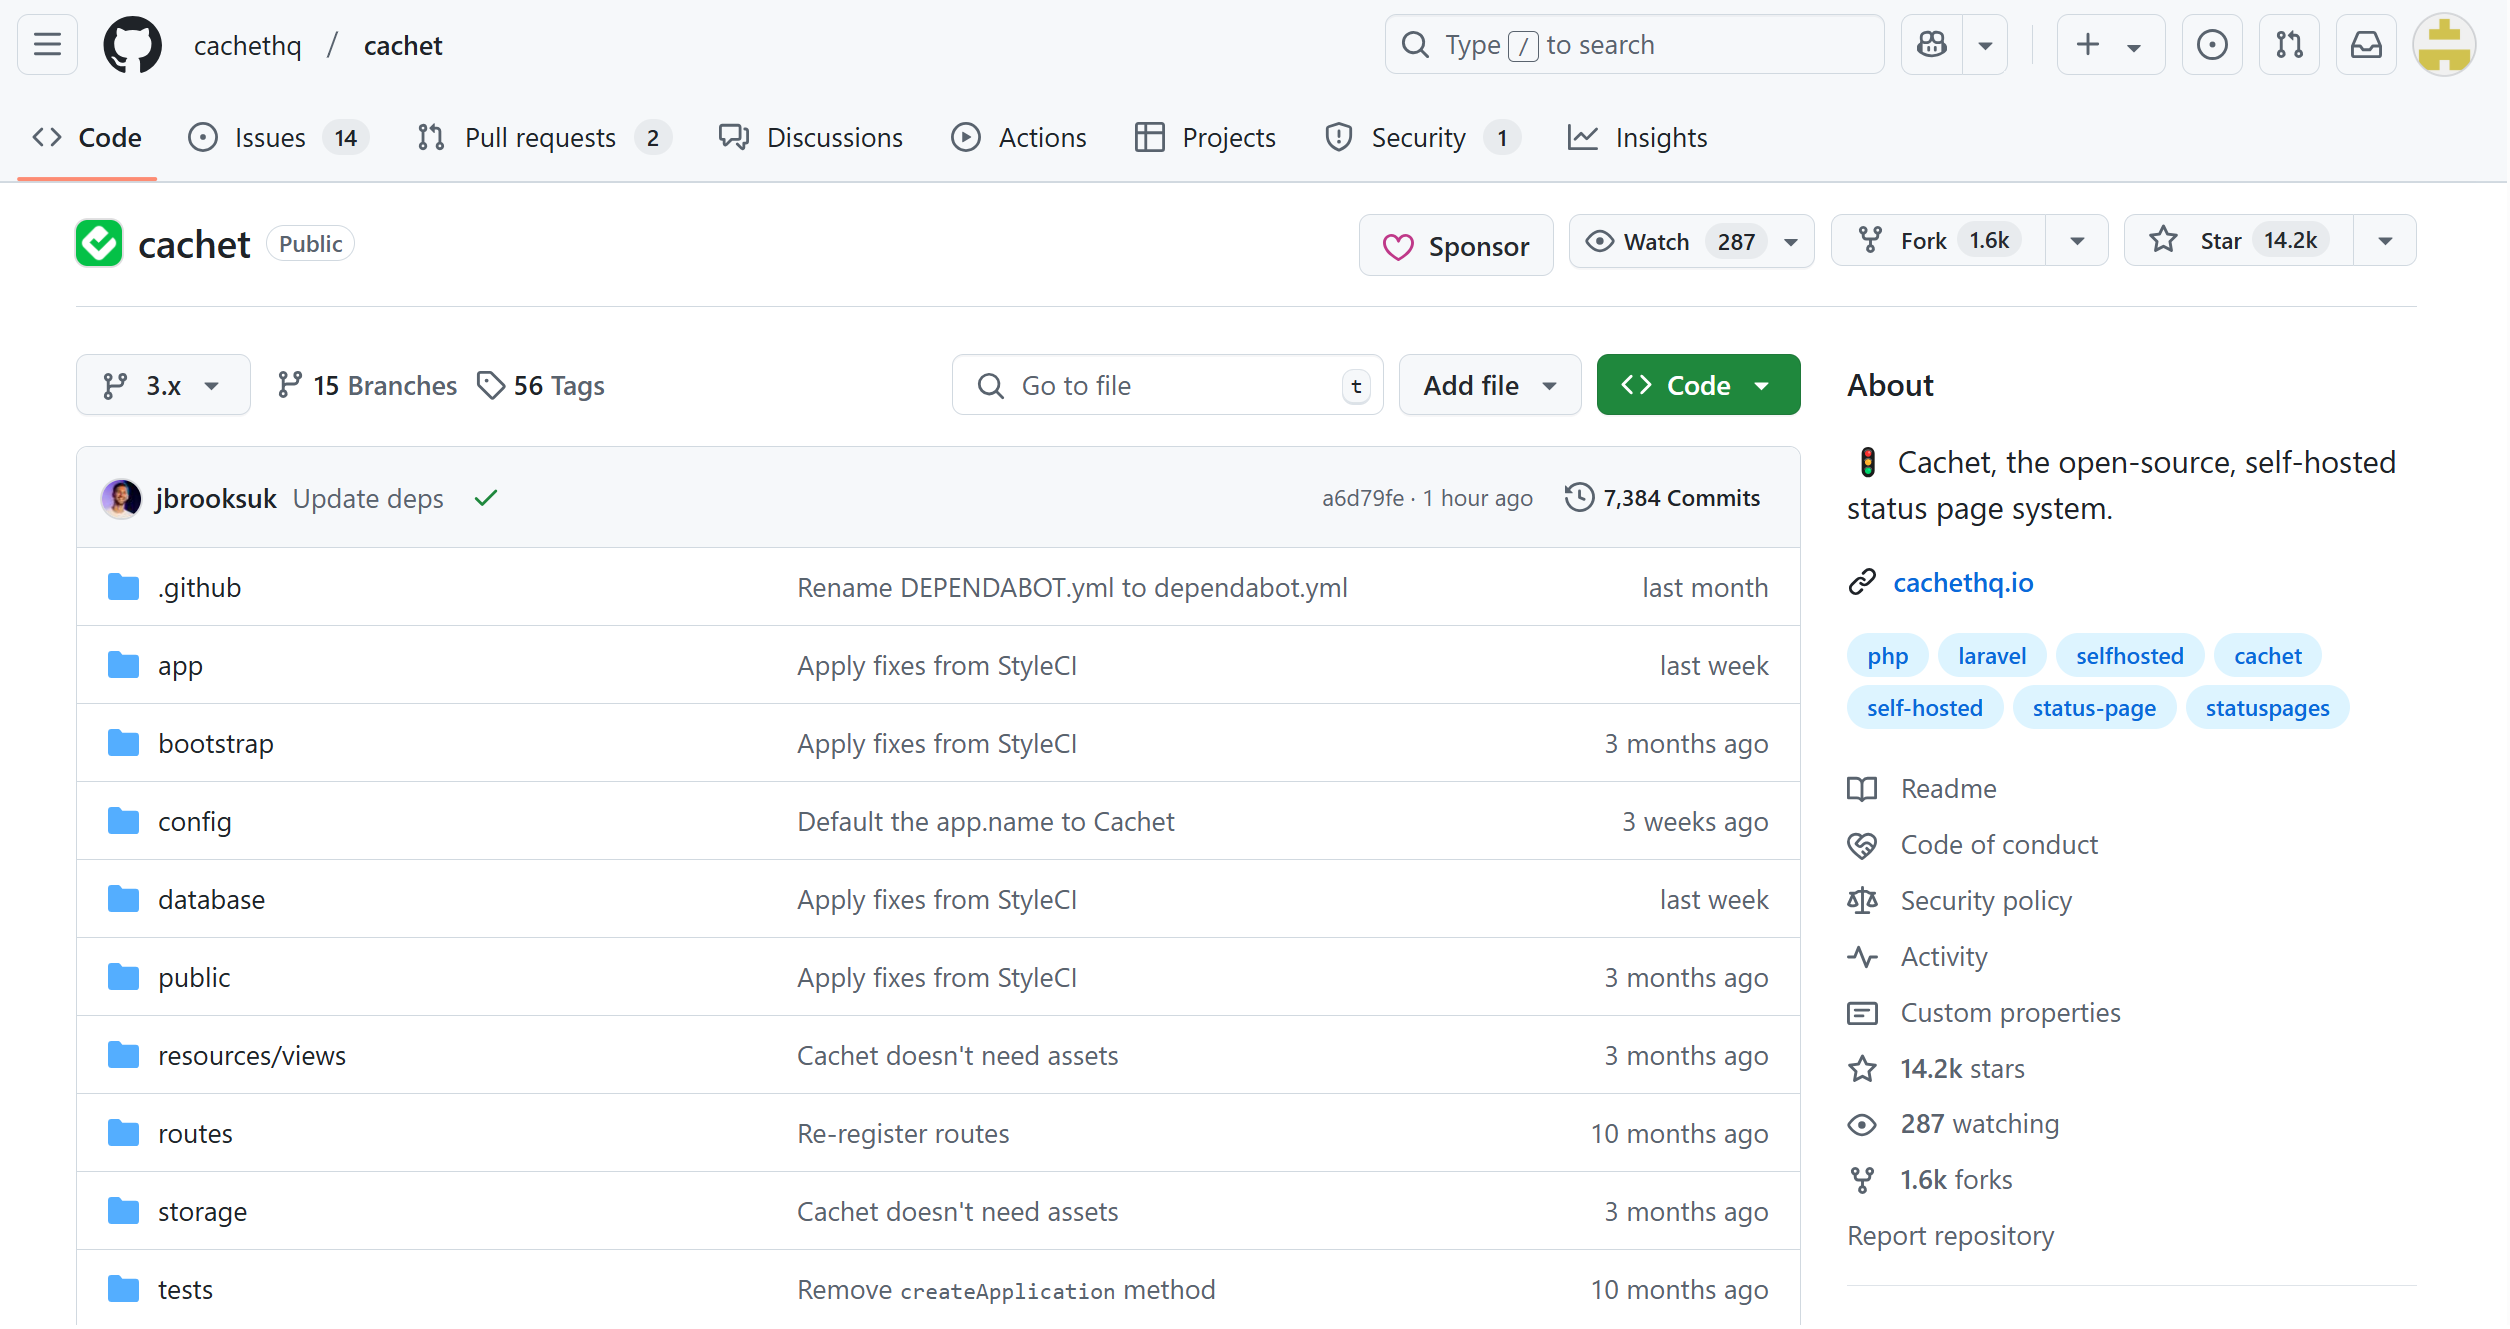 cachethq / cachet
Type / to search
Code
Issues 14
Pull requests 2
Discussions
Actions
Projects
Security 1
Insights
cachet Public
Sponsor
Watch 287
Fork 1.6k
Star 14.2k
3.x
15 Branches
56 Tags
Go to file t
Add file
Code
jbrooksuk Update deps
a6d79fe · 1 hour ago
7,384 Commits
.github Rename DEPENDABOT.yml to dependabot.yml last month
app Apply fixes from StyleCI last week
bootstrap Apply fixes from StyleCI 3 months ago
config Default the app.name to Cachet 3 weeks ago
database Apply fixes from StyleCI last week
public Apply fixes from StyleCI 3 months ago
resources/views Cachet doesn't need assets 3 months ago
routes Re-register routes 10 months ago
storage Cachet doesn't need assets 3 months ago
tests Remove createApplication method 10 months ago
About
🚦 Cachet, the open-source, self-hosted
status page system.
cachethq.io
php laravel selfhosted cachet
self-hosted status-page statuspages
Readme
Code of conduct
Security policy
Activity
Custom properties
14.2k stars
287 watching
1.6k forks
Report repository